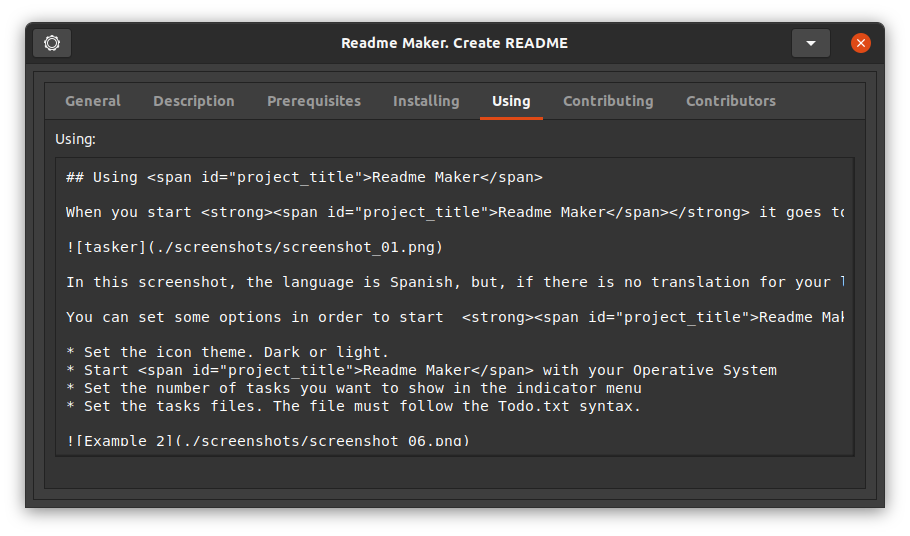 Readme Maker. Create README
General Description Prerequisites Installing Using Contributing Contributors
Using:
## Using <span id="project_title">Readme Maker</span>
When you start <strong><span id="project_title">Readme Maker</span></strong> it goes to
![tasker](./screenshots/screenshot_01.png)
In this screenshot, the language is Spanish, but, if there is no translation for your
You can set some options in order to start  <strong><span id="project_title">Readme
* Set the icon theme. Dark or light.
* Start <span id="project_title">Readme Maker</span> with your Operative System
* Set the number of tasks you want to show in the indicator menu
* Set the tasks files. The file must follow the Todo.txt syntax.
![Example 2](./screenshots/screenshot_06.png)